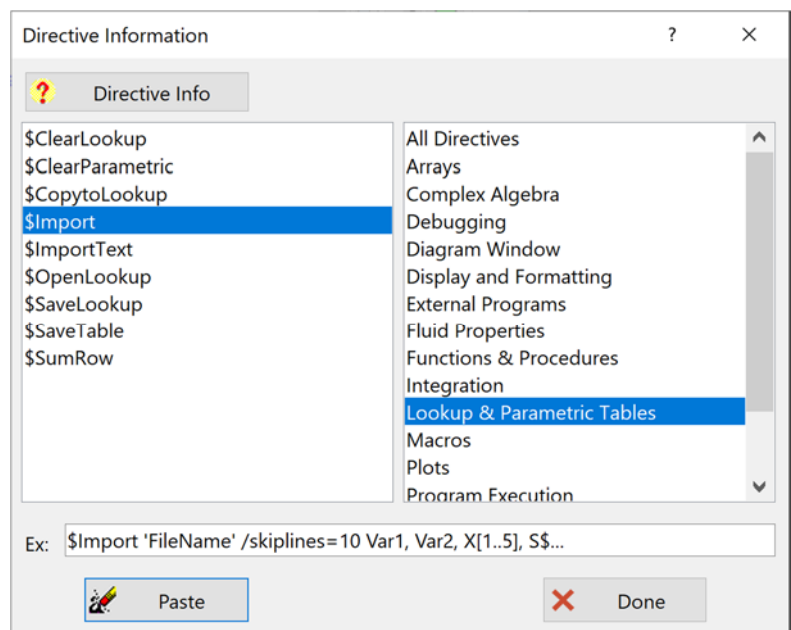 Directive Information
?
Directive Info
$ClearLookup
$ClearParametric
$CopytoLookup
$Import
$ImportText
$OpenLookup
$SaveLookup
$SaveTable
$SumRow
All Directives
Arrays
Complex Algebra
Debugging
Diagram Window
Display and Formatting
External Programs
Fluid Properties
Functions & Procedures
Integration
Lookup & Parametric Tables
Macros
Plots
Program Execution
Ex: $Import 'FileName' /skiplines=10 Var1, Var2, X[1..5], S$...
Paste
Done